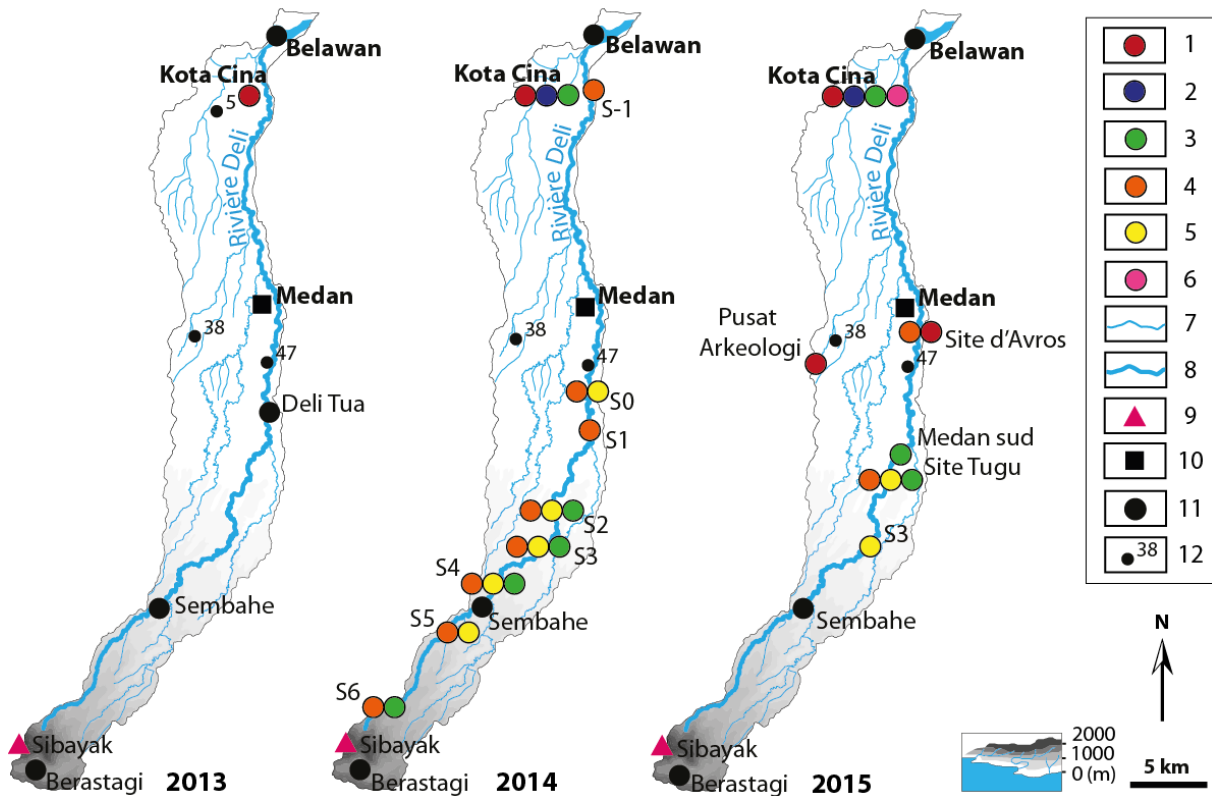 Belawan
Kota Cina
5
Rivière Deli
Medan
38
47
Deli Tua
Sembahe
Sibayak
Berastagi
2013
Belawan
Kota Cina
S-1
Rivière Deli
Medan
38
47
S0
S1
S2
S3
S4
Sembahe
S5
S6
Sibayak
Berastagi
2014
Belawan
Kota Cina
Rivière Deli
Medan
Pusat
Arkeologi
38
Site d'Avros
47
Medan sud
Site Tugu
S3
Sembahe
Sibayak
Berastagi
2015
1
2
3
4
5
6
7
8
9
10
11
38
12
N
2000
1000
0 (m)
5 km